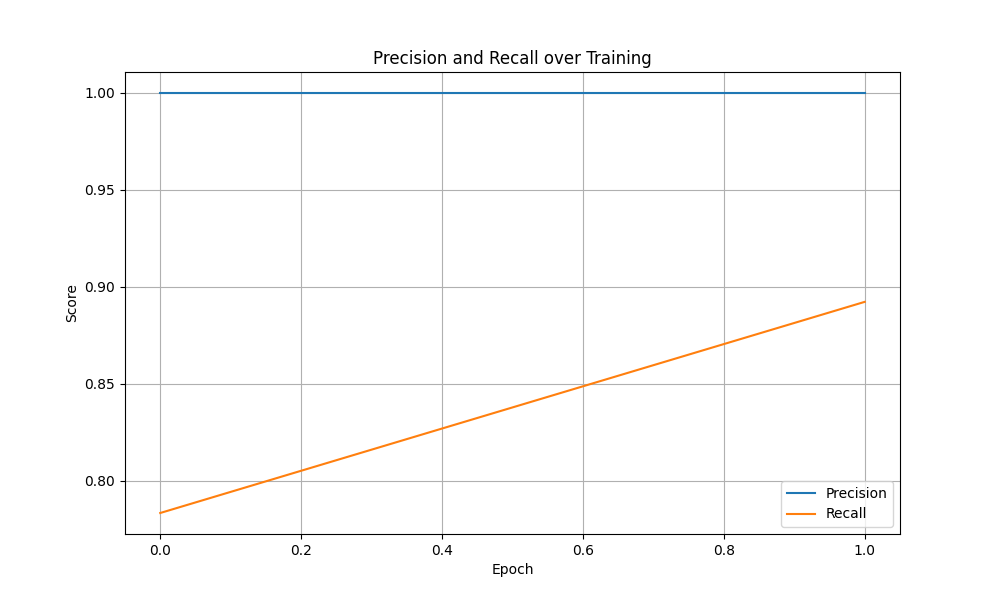 Precision and Recall over Training
1.00
0.95
0.90
0.85
0.80
Score
Precision
Recall
0.0 0.2 0.4 0.6 0.8 1.0
Epoch